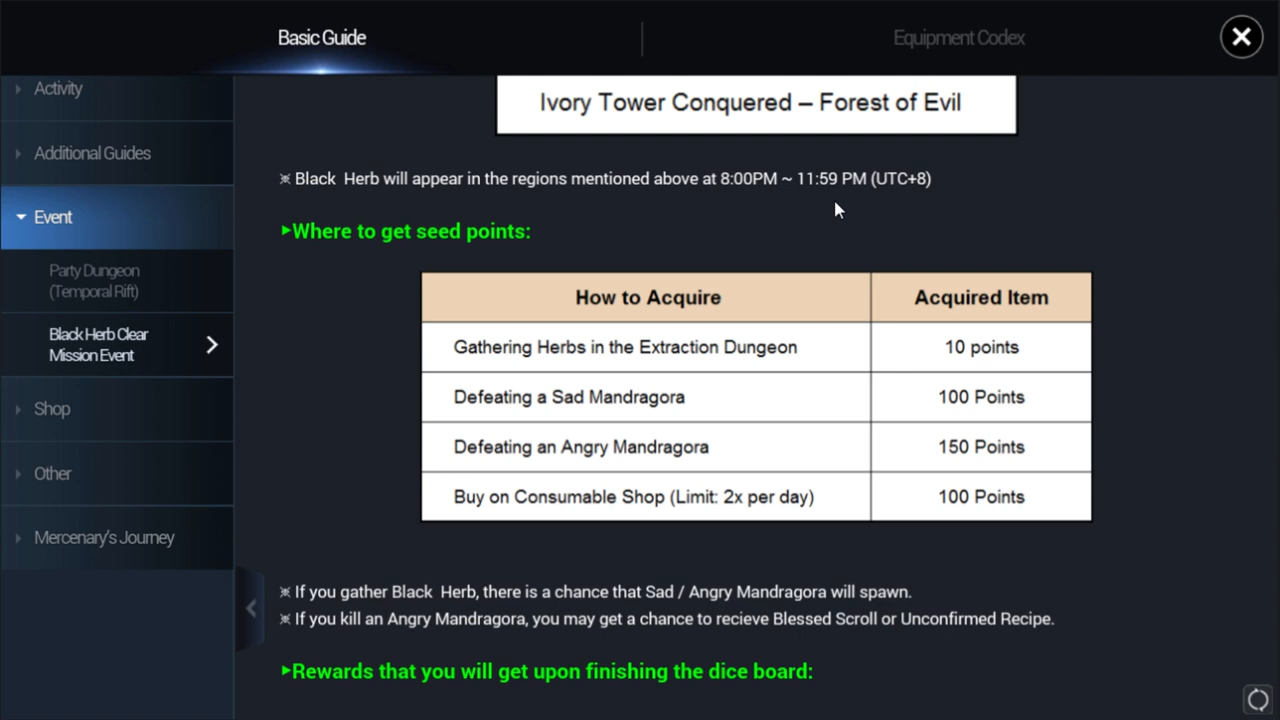 Basic Guide
Equipment Codex
Activity
Additional Guides
Event
Party Dungeon
(Temporal Rift)
Black Herb Clear
Mission Event
Shop
Other
Mercenary's Journey
Ivory Tower Conquered – Forest of Evil
※ Black Herb will appear in the regions mentioned above at 8:00PM ~ 11:59 PM (UTC+8)
▶Where to get seed points:
How to Acquire Acquired Item
Gathering Herbs in the Extraction Dungeon 10 points
Defeating a Sad Mandragora 100 Points
Defeating an Angry Mandragora 150 Points
Buy on Consumable Shop (Limit: 2x per day) 100 Points
※ If you gather Black Herb, there is a chance that Sad / Angry Mandragora will spawn.
※ If you kill an Angry Mandragora, you may get a chance to recieve Blessed Scroll or Unconfirmed Recipe.
▶Rewards that you will get upon finishing the dice board: